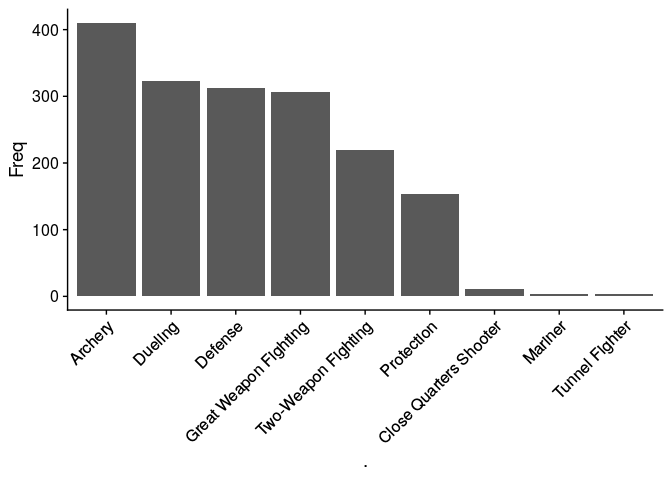 Freq
400
300
200
100
0
Archery
Dueling
Defense
Great Weapon Fighting
Two-Weapon Fighting
Protection
Close Quarters Shooter
Mariner
Tunnel Fighter
.